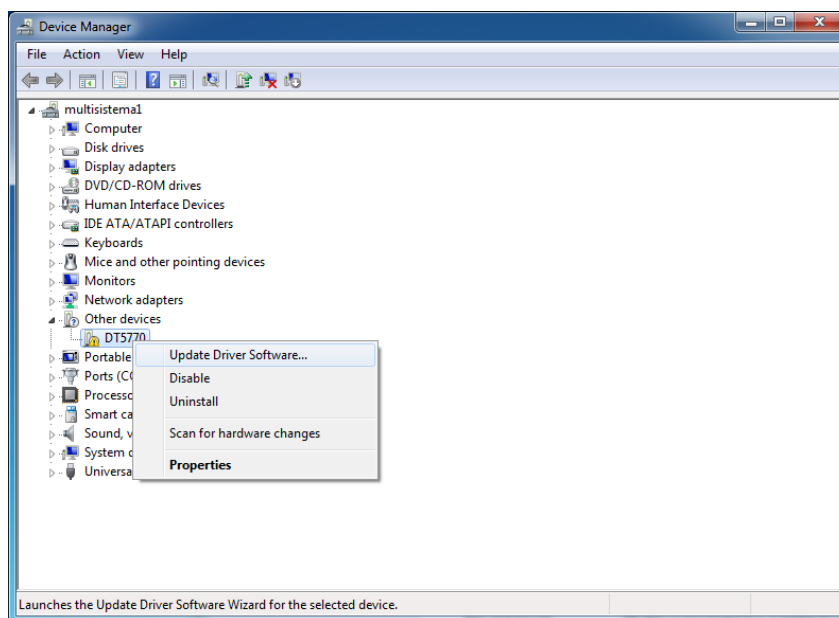 Device Manager
File Action View Help
multisistema1
Computer
Disk drives
Display adapters
DVD/CD-ROM drives
Human Interface Devices
IDE ATA/ATAPI controllers
Keyboards
Mice and other pointing devices
Monitors
Network adapters
Other devices
DT5770
Portable
Ports (CO
Processo
Smart ca
Sound, v
System d
Universa
Update Driver Software...
Disable
Uninstall
Scan for hardware changes
Properties
Launches the Update Driver Software Wizard for the selected device.